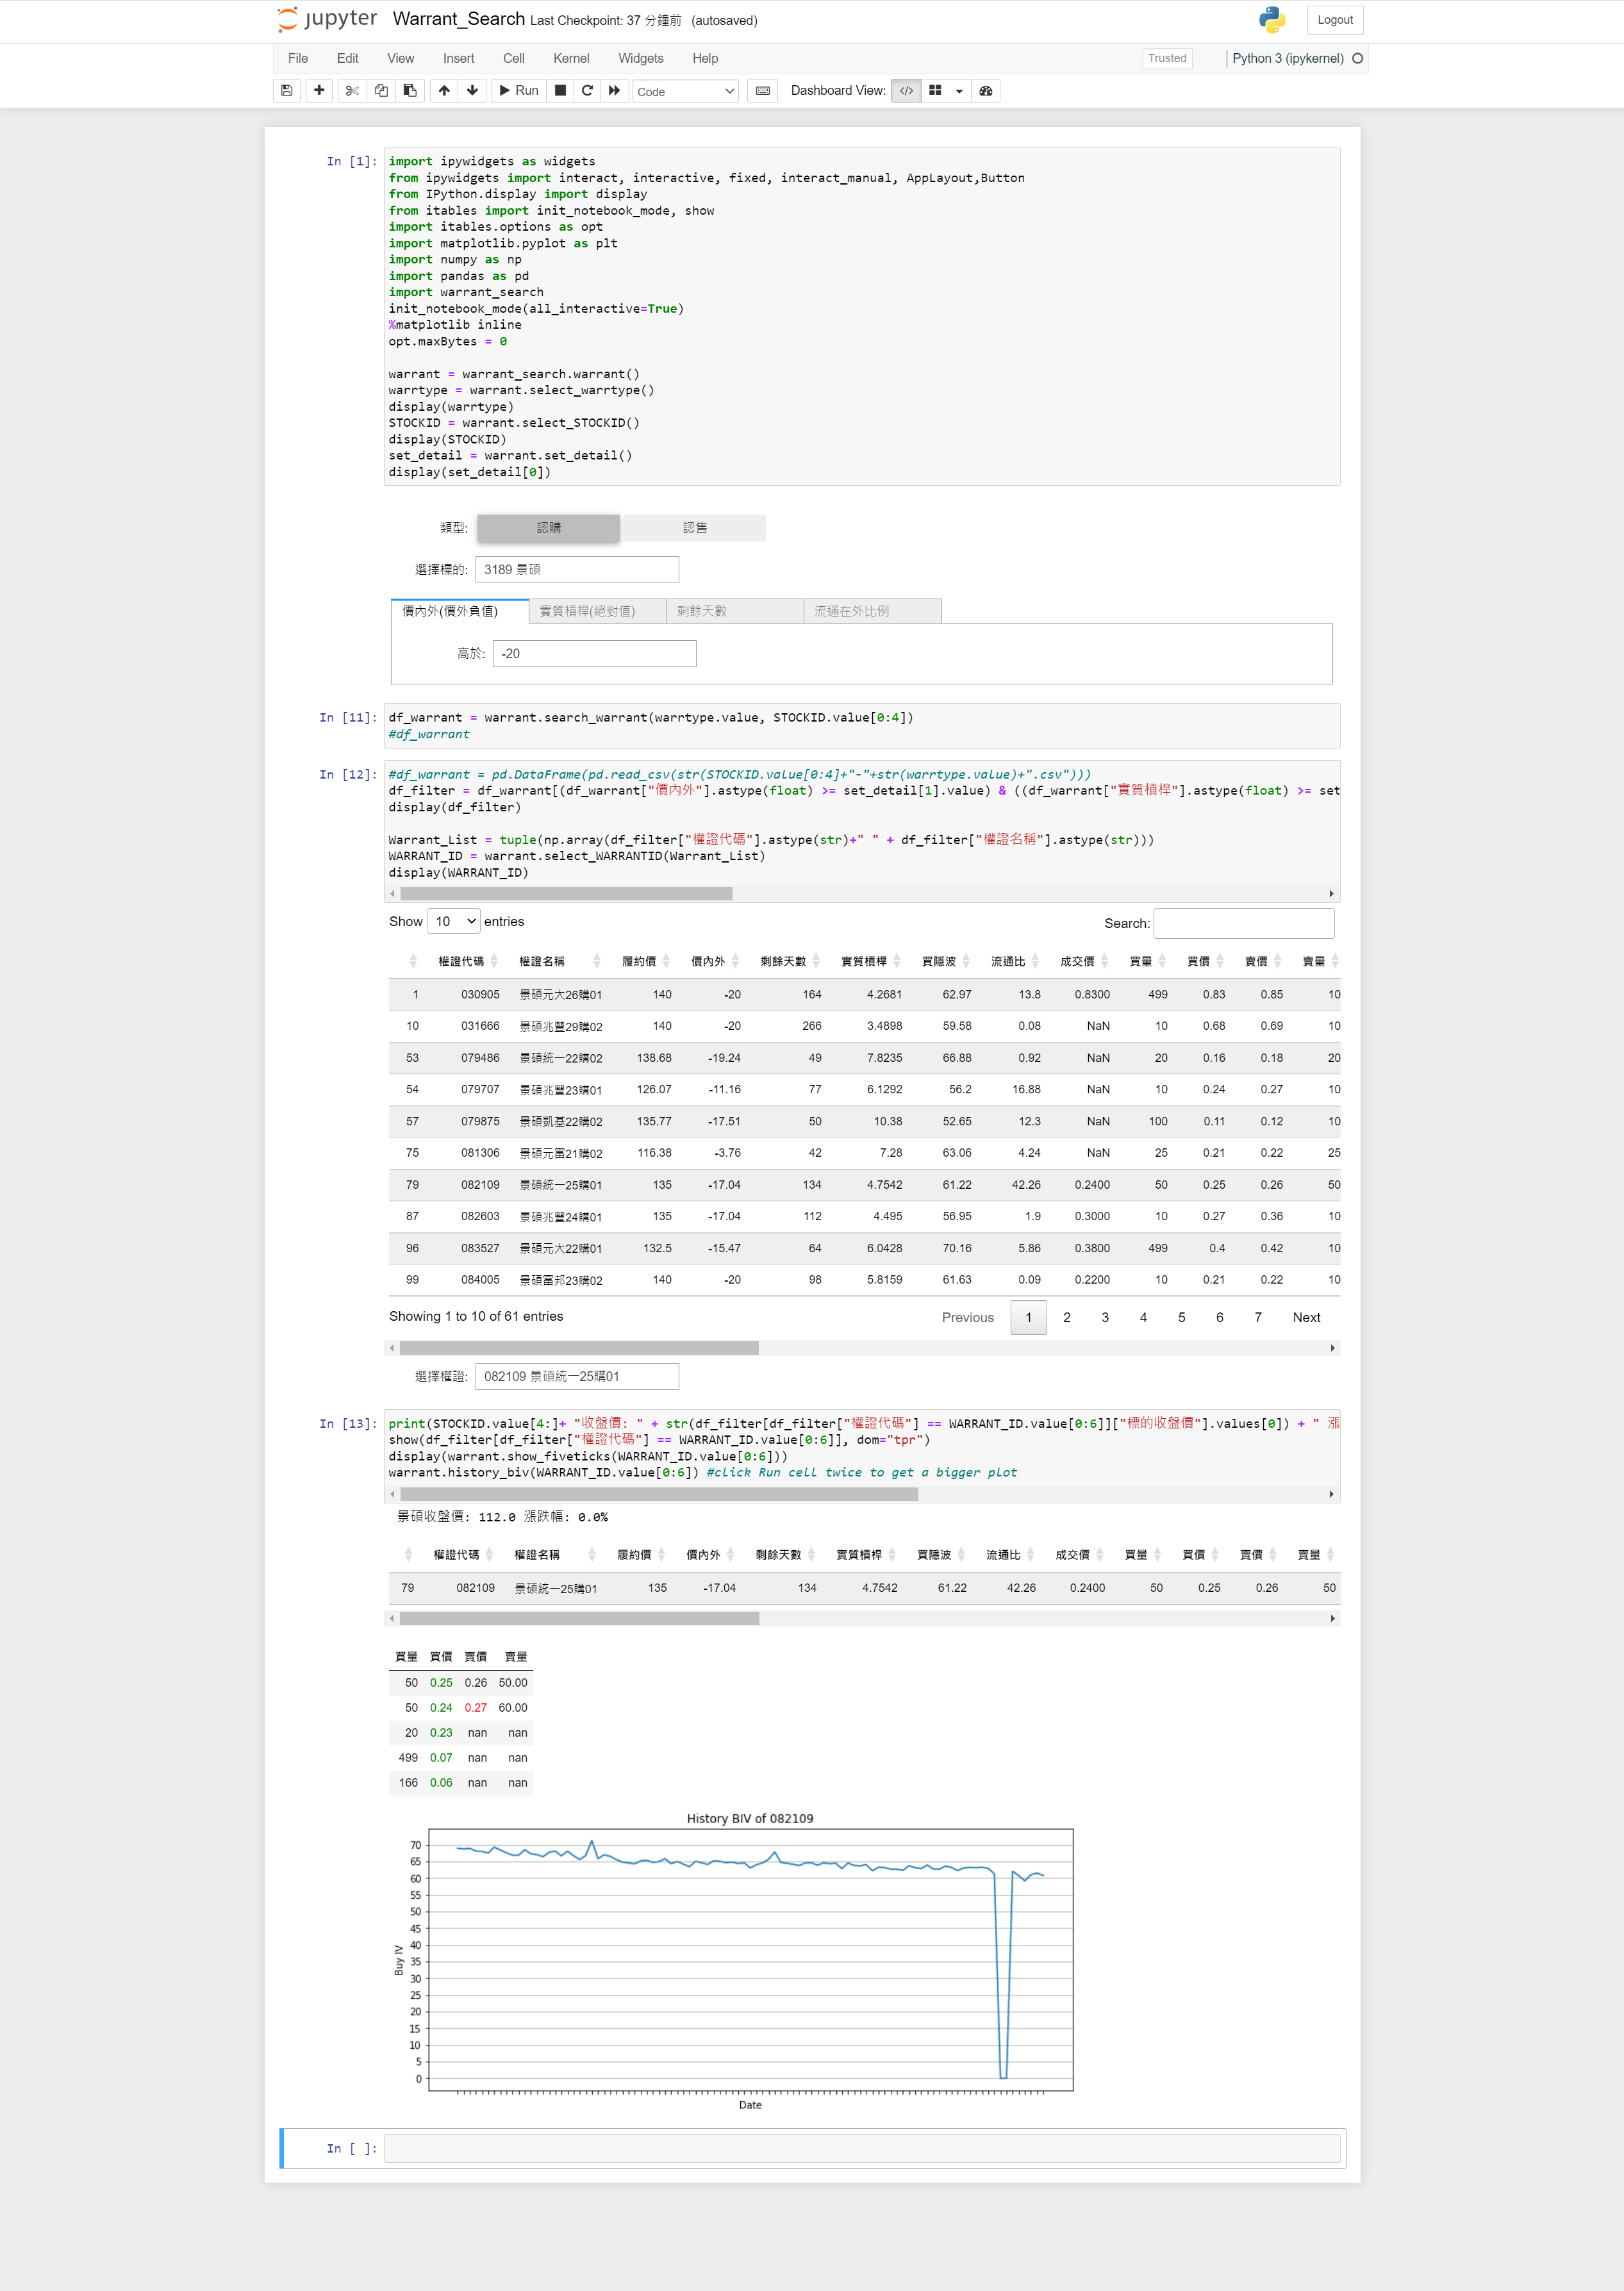 jupyter Warrant_Search Last Checkpoint: 37 分鐘前 (autosaved) Logout
File Edit View Insert Cell Kernel Widgets Help Trusted Python 3 (ipykernel)
Run Code Dashboard View:
In [1]:
import ipywidgets as widgets
from ipywidgets import interact, interactive, fixed, interact_manual, AppLayout,Button
from IPython.display import display
from itables import init_notebook_mode, show
import itables.options as opt
import matplotlib.pyplot as plt
import numpy as np
import pandas as pd
import warrant_search
init_notebook_mode(all_interactive=True)
%matplotlib inline
opt.maxBytes = 0
warrant = warrant_search.warrant()
warrtype = warrant.select_warrtype()
display(warrtype)
STOCKID = warrant.select_STOCKID()
display(STOCKID)
set_detail = warrant.set_detail()
display(set_detail[0])
類型: 認購 認售
選擇標的: 3189 景碩
價內外(價外負值) 實質槓桿(絕對值) 剩餘天數 流通在外比例
高於: -20
In [11]:
df_warrant = warrant.search_warrant(warrtype.value, STOCKID.value[0:4])
#df_warrant
In [12]:
#df_warrant = pd.DataFrame(pd.read_csv(str(STOCKID.value[0:4]+"-"+str(warrtype.value)+".csv")))
df_filter = df_warrant[(df_warrant["價內外"].astype(float) >= set_detail[1].value) & ((df_warrant["實質槓桿"].astype(float) >= set
display(df_filter)
Warrant_List = tuple(np.array(df_filter["權證代碼"].astype(str)+" " + df_filter["權證名稱"].astype(str)))
WARRANT_ID = warrant.select_WARRANTID(Warrant_List)
display(WARRANT_ID)
Show 10 entries Search:
權證代碼 權證名稱 履約價 價內外 剩餘天數 實質槓桿 買隱波 流通比 成交價 買量 買價 賣價 賣量
1 030905 景碩元大26購01 140 -20 164 4.2681 62.97 13.8 0.8300 499 0.83 0.85 10
10 031666 景碩兆豐29購02 140 -20 266 3.4898 59.58 0.08 NaN 10 0.68 0.69 10
53 079486 景碩統一22購02 138.68 -19.24 49 7.8235 66.88 0.92 NaN 20 0.16 0.18 20
54 079707 景碩兆豐23購01 126.07 -11.16 77 6.1292 56.2 16.88 NaN 10 0.24 0.27 10
57 079875 景碩凱基22購02 135.77 -17.51 50 10.38 52.65 12.3 NaN 100 0.11 0.12 10
75 081306 景碩元富21購02 116.38 -3.76 42 7.28 63.06 4.24 NaN 25 0.21 0.22 25
79 082109 景碩統一25購01 135 -17.04 134 4.7542 61.22 42.26 0.2400 50 0.25 0.26 50
87 082603 景碩兆豐24購01 135 -17.04 112 4.495 56.95 1.9 0.3000 10 0.27 0.36 10
96 083527 景碩元大22購01 132.5 -15.47 64 6.0428 70.16 5.86 0.3800 499 0.4 0.42 10
99 084005 景碩富邦23購02 140 -20 98 5.8159 61.63 0.09 0.2200 10 0.21 0.22 10
Showing 1 to 10 of 61 entries Previous 1 2 3 4 5 6 7 Next
選擇權證: 082109 景碩統一25購01
In [13]:
print(STOCKID.value[4:]+ "收盤價: " + str(df_filter[df_filter["權證代碼"] == WARRANT_ID.value[0:6]]["標的收盤價"].values[0]) + " 漲
show(df_filter[df_filter["權證代碼"] == WARRANT_ID.value[0:6]], dom="tpr")
display(warrant.show_fiveticks(WARRANT_ID.value[0:6]))
warrant.history_biv(WARRANT_ID.value[0:6]) #click Run cell twice to get a bigger plot
景碩收盤價: 112.0 漲跌幅: 0.0%
權證代碼 權證名稱 履約價 價內外 剩餘天數 實質槓桿 買隱波 流通比 成交價 買量 買價 賣價 賣量
79 082109 景碩統一25購01 135 -17.04 134 4.7542 61.22 42.26 0.2400 50 0.25 0.26 50
買量 買價 賣價 賣量
50 0.25 0.26 50.00
50 0.24 0.27 60.00
20 0.23 nan nan
499 0.07 nan nan
166 0.06 nan nan
History BIV of 082109
70
65
60
55
50
45
40
35
30
25
20
15
10
5
0
Buy IV
Date
In [ ]: